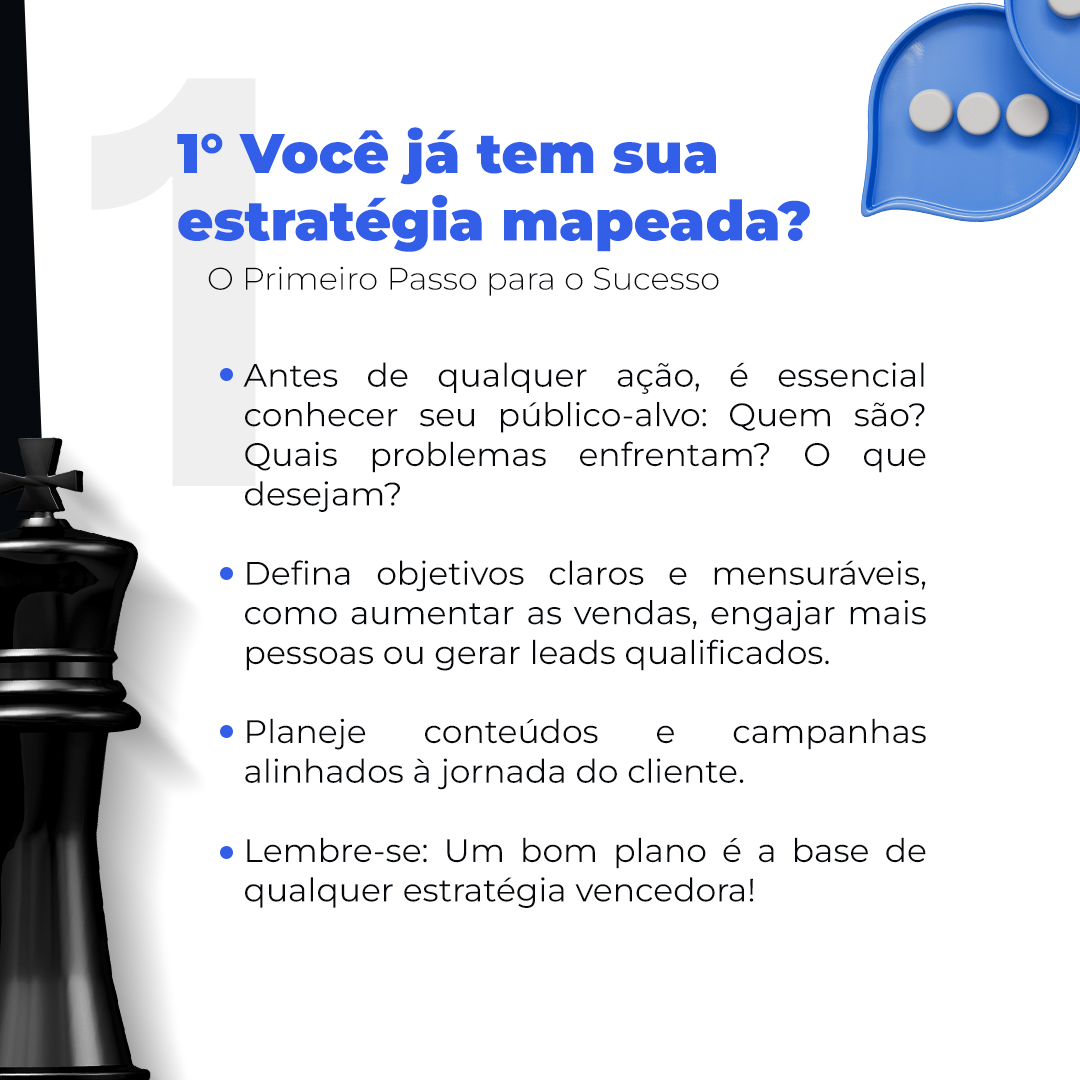 1
1° Você já tem sua
estratégia mapeada?
O Primeiro Passo para o Sucesso
• Antes de qualquer ação, é essencial
conhecer seu público-alvo: Quem são?
Quais problemas enfrentam? O que
desejam?
• Defina objetivos claros e mensuráveis,
como aumentar as vendas, engajar mais
pessoas ou gerar leads qualificados.
• Planeje conteúdos e campanhas
alinhados à jornada do cliente.
• Lembre-se: Um bom plano é a base de
qualquer estratégia vencedora!